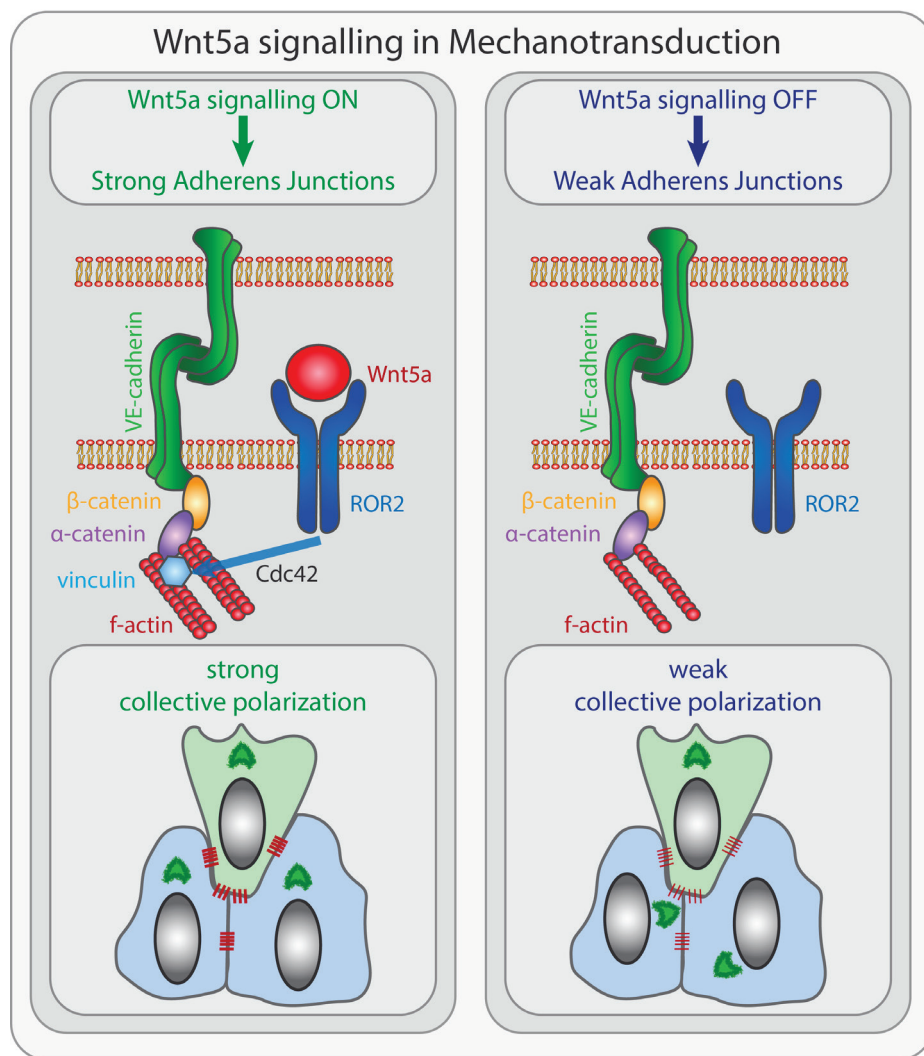 Wnt5a signalling in Mechanotransduction
Wnt5a signalling ON
Strong Adherens Junctions
VE-cadherin
Wnt5a
β-catenin
ROR2
α-catenin
vinculin
Cdc42
f-actin
strong
collective polarization
Wnt5a signalling OFF
Weak Adherens Junctions
VE-cadherin
β-catenin
ROR2
α-catenin
f-actin
weak
collective polarization